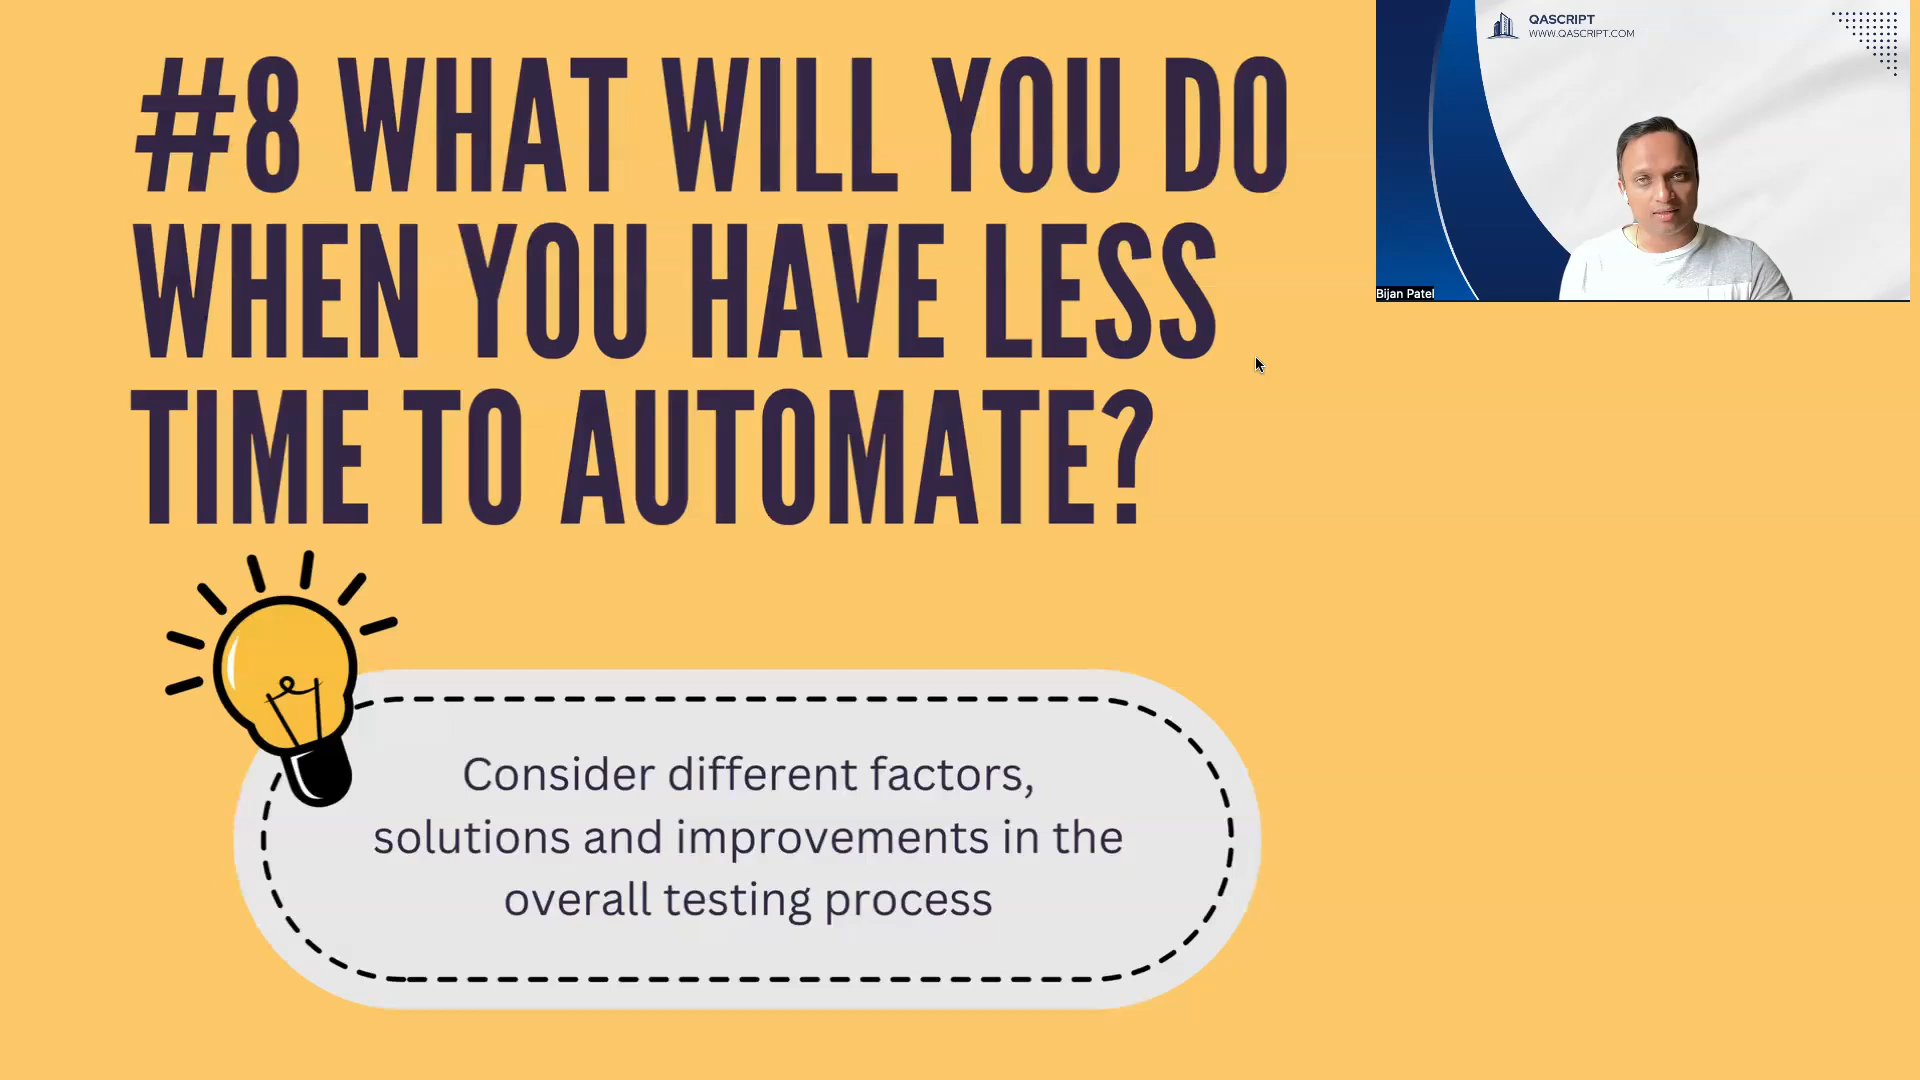 #8 WHAT WILL YOU DO
WHEN YOU HAVE LESS
TIME TO AUTOMATE?
Consider different factors,
solutions and improvements in the
overall testing process
QASCRIPT
WWW.QASCRIPT.COM
Bijan Patel